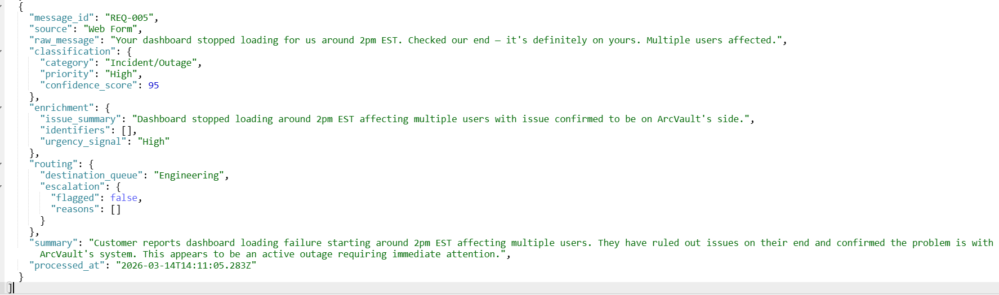 {
"message_id": "REQ-005",
"source": "Web Form",
"raw_message": "Your dashboard stopped loading for us around 2pm EST. Checked our end — it's definitely on yours. Multiple users affected.",
"classification": {
"category": "Incident/Outage",
"priority": "High",
"confidence_score": 95
},
"enrichment": {
"issue_summary": "Dashboard stopped loading around 2pm EST affecting multiple users with issue confirmed to be on ArcVault's side.",
"identifiers": [],
"urgency_signal": "High"
},
"routing": {
"destination_queue": "Engineering",
"escalation": {
"flagged": false,
"reasons": []
}
},
"summary": "Customer reports dashboard loading failure starting around 2pm EST affecting multiple users. They have ruled out issues on their end and confirmed the problem is with
ArcVault's system. This appears to be an active outage requiring immediate attention.",
"processed_at": "2026-03-14T14:11:05.283Z"
}
]